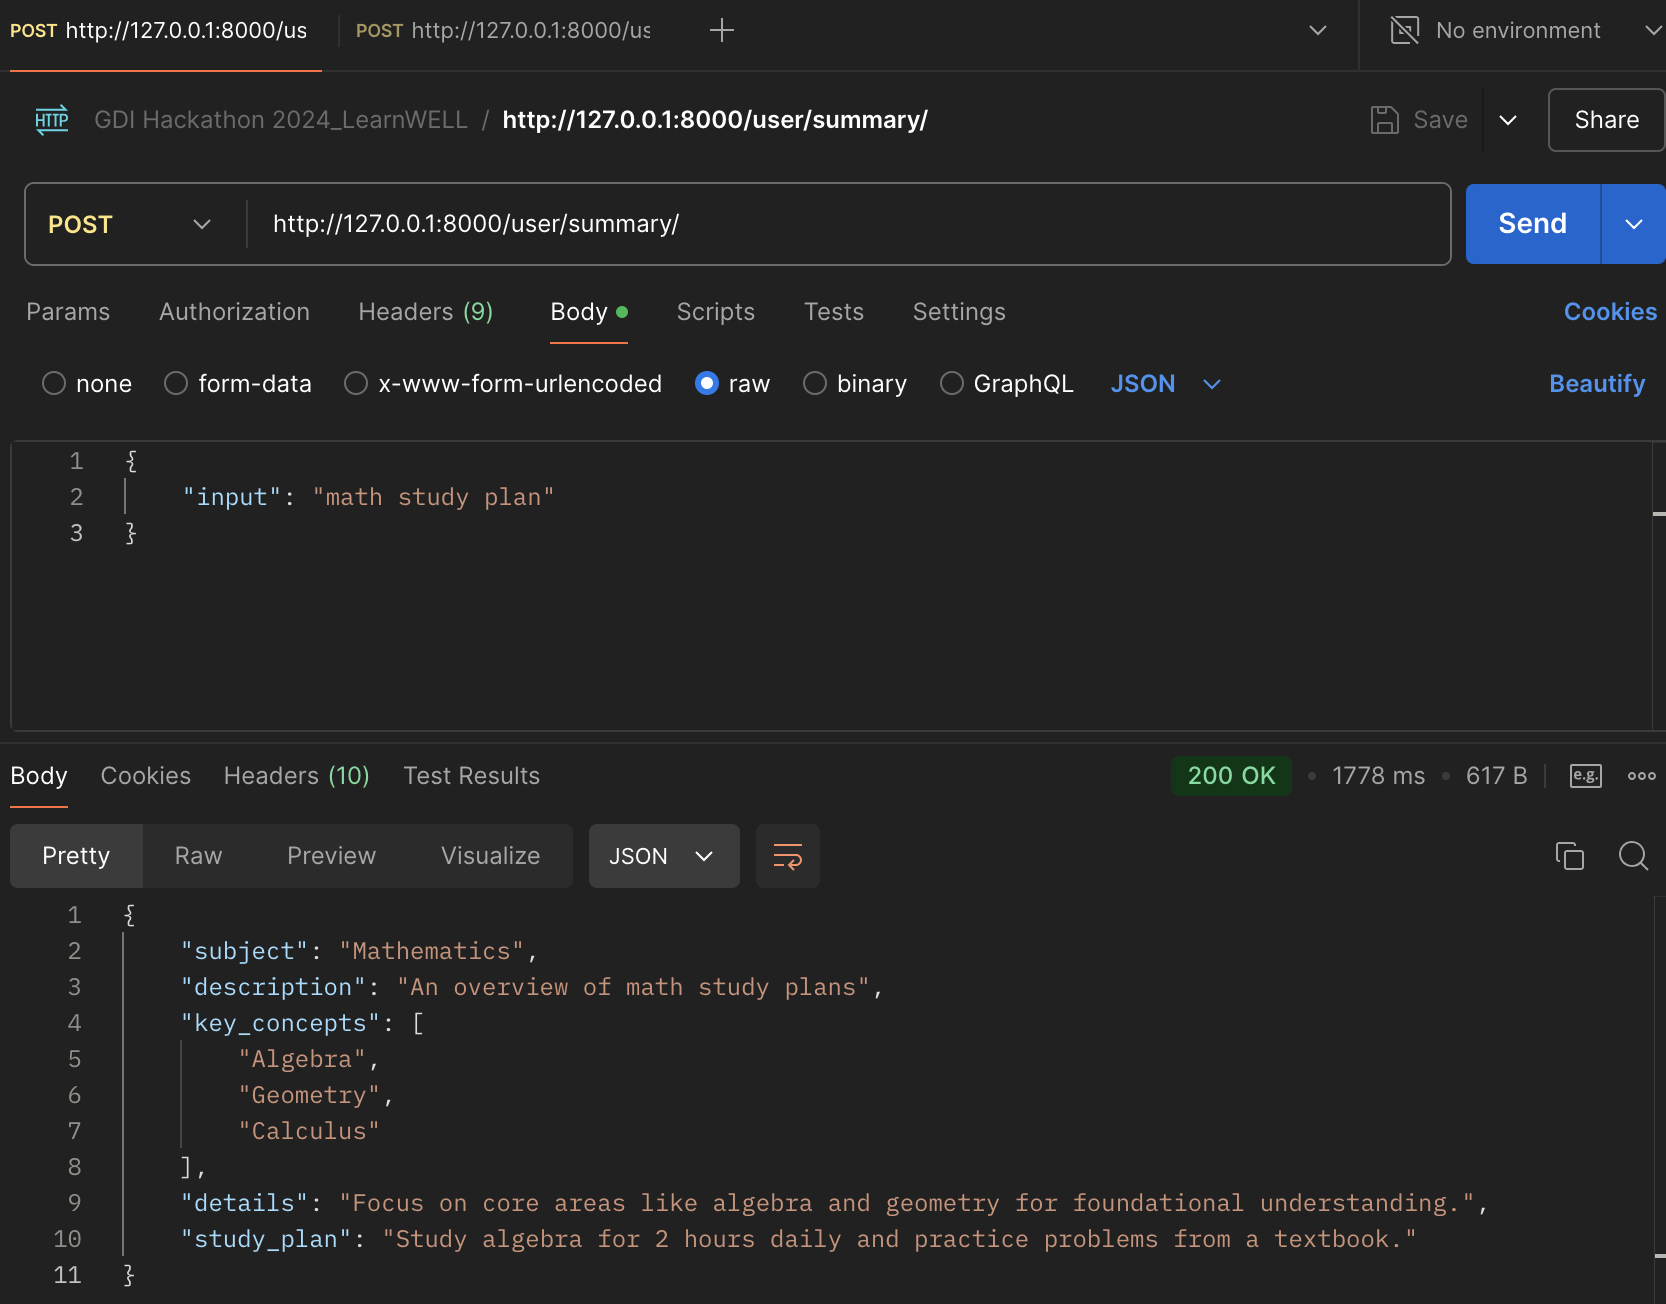 POST http://127.0.0.1:8000/us POST http://127.0.0.1:8000/us No environment
HTTP GDI Hackathon 2024_LearnWELL / http://127.0.0.1:8000/user/summary/ Save Share
POST http://127.0.0.1:8000/user/summary/ Send
Params Authorization Headers (9) Body Scripts Tests Settings Cookies
none form-data x-www-form-urlencoded raw binary GraphQL JSON Beautify
1 {
2 "input": "math study plan"
3 }
Body Cookies Headers (10) Test Results 200 OK • 1778 ms • 617 B e.g.
Pretty Raw Preview Visualize JSON
1 {
2 "subject": "Mathematics",
3 "description": "An overview of math study plans",
4 "key_concepts": [
5 "Algebra",
6 "Geometry",
7 "Calculus"
8 ],
9 "details": "Focus on core areas like algebra and geometry for foundational understanding.",
10 "study_plan": "Study algebra for 2 hours daily and practice problems from a textbook."
11 }